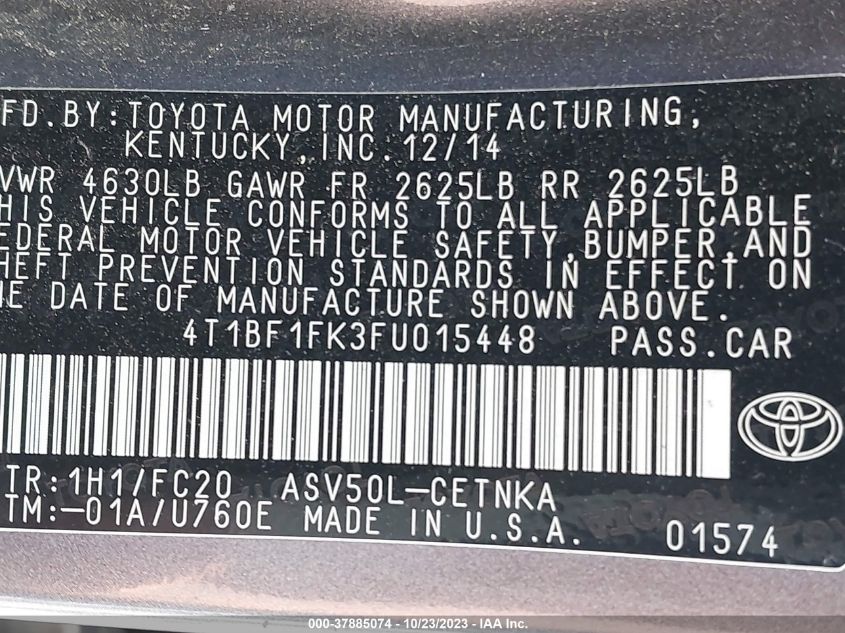 FD.BY:TOYOTA MOTOR MANUFACTURING,
KENTUCKY,INC.12/14
VWR 4630LB GAWR FR 2625LB RR 2625LB
HIS VEHICLE CONFORMS TO ALL APPLICABLE
EDERAL MOTOR VEHICLE SAFETY,BUMPER,AND
HEFT PREVENTION STANDARDS IN EFFECT ON
HE DATE OF MANUFACTURE SHOWN ABOVE.
4T1BF1FK3FU015448 PASS.CAR
TR:1H1/FC20 ASV50L-CETNKA
TM:-01A/U760E MADE IN U.S.A. 01574
000-37885074 - 10/23/2023 - IAA Inc.